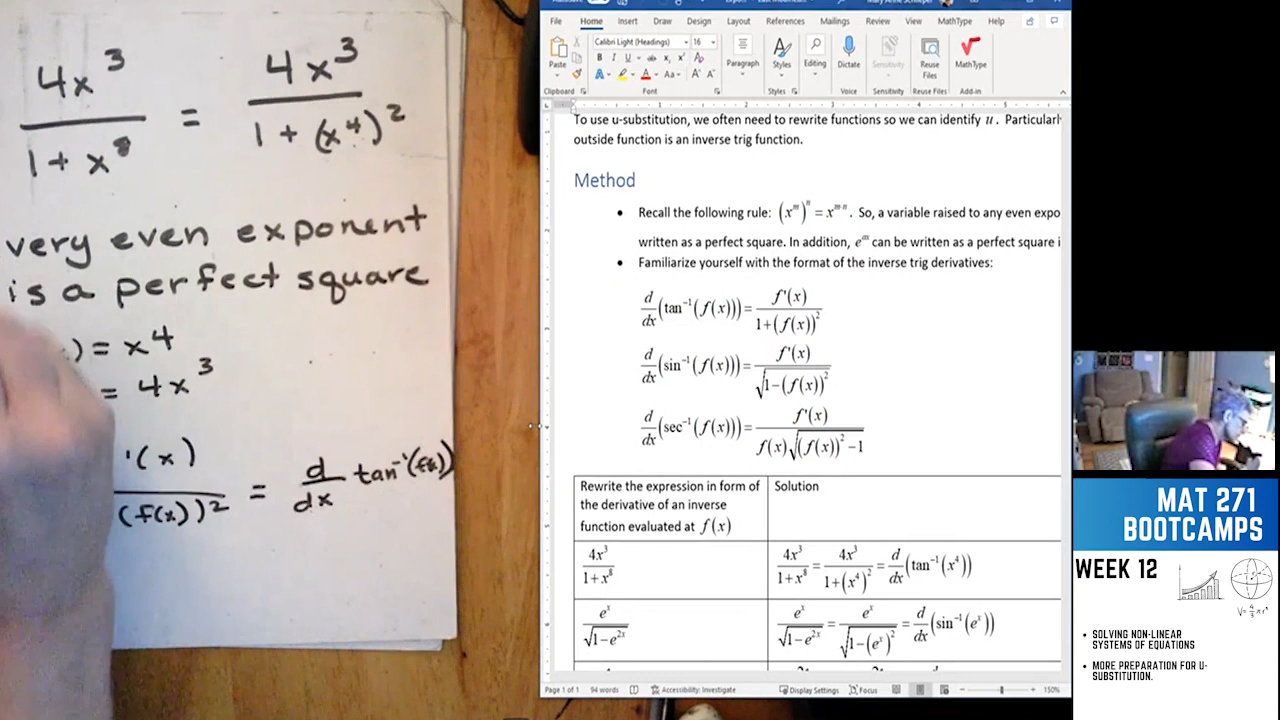 4x³ / 1 + x⁸ = 4x³ / 1 + (x⁴)²
very even exponent
is a perfect square
) = x⁴
= 4x³
'(x) / (f(x))² = d/dx tan⁻¹(f(x))
File Home Insert Draw Design Layout References Mailings Review View MathType Help
Calibri Light (Headings) 16
Paste
B I U ab x₂ x²
A A Aa A A
Paragraph Styles Editing Dictate Sensitivity Reuse Files MathType
Clipboard Font Styles Voice Sensitivity Reuse Files Add-in
To use u-substitution, we often need to rewrite functions so we can identify u. Particularl
outside function is an inverse trig function.
Method
• Recall the following rule: (xᵐ)ⁿ = xᵐ·ⁿ. So, a variable raised to any even expo
written as a perfect square. In addition, eᵃˣ can be written as a perfect square i
• Familiarize yourself with the format of the inverse trig derivatives:
d/dx (tan⁻¹(f(x))) = f'(x) / 1+(f(x))²
d/dx (sin⁻¹(f(x))) = f'(x) / √1−(f(x))²
d/dx (sec⁻¹(f(x))) = f'(x) / f(x)√(f(x))²−1
Rewrite the expression in form of
the derivative of an inverse
function evaluated at f(x)
Solution
4x³ / 1+x⁸
4x³ / 1+x⁸ = 4x³ / 1+(x⁴)² = d/dx (tan⁻¹(x⁴))
eˣ / √1−e²ˣ
eˣ / √1−e²ˣ = eˣ / √1−(eˣ)² = d/dx (sin⁻¹(eˣ))
Page 1 of 1 94 words Accessibility: Investigate Display Settings Focus 150%
MAT 271
BOOTCAMPS
WEEK 12
V= 4/3 πr³
• SOLVING NON-LINEAR
SYSTEMS OF EQUATIONS
• MORE PREPARATION FOR U-
SUBSTITUTION.